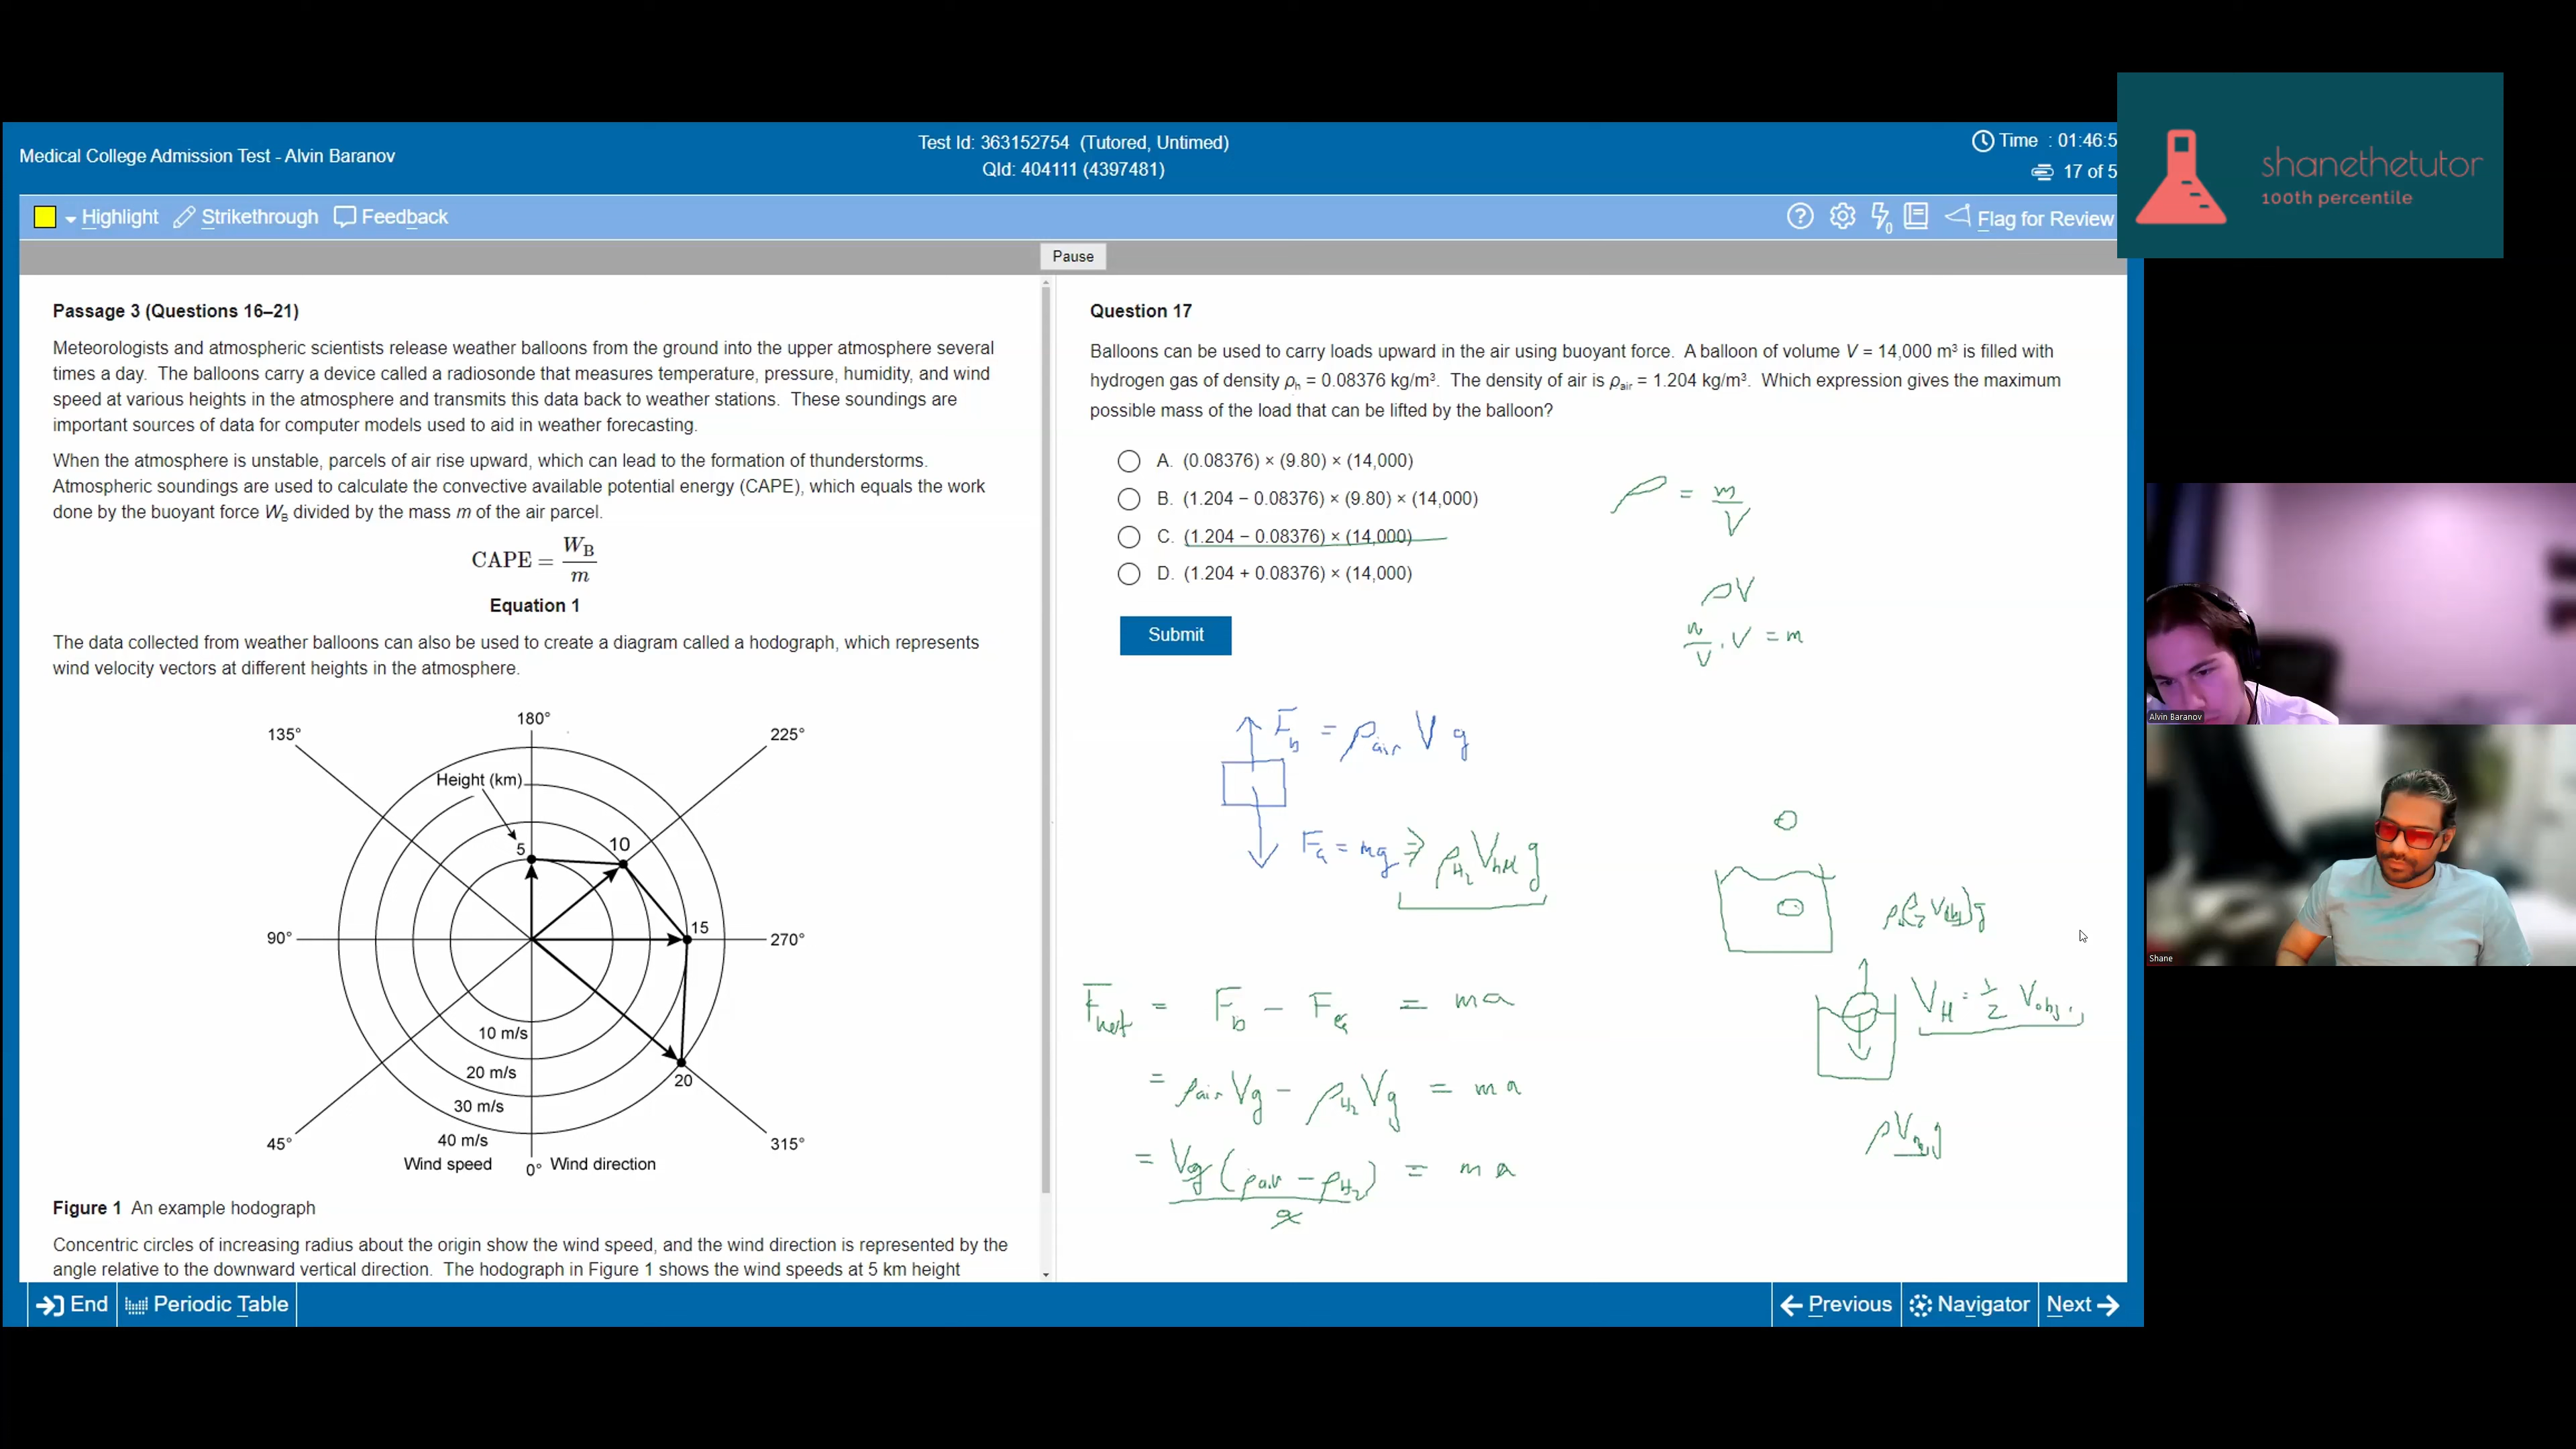 Medical College Admission Test - Alvin Baranov
Test Id: 363152754 (Tutored, Untimed)
QId: 404111 (4397481)
Time : 01:46:5
17 of 5
shanethetutor
100th percentile
Highlight Strikethrough Feedback
Flag for Review
Pause
Passage 3 (Questions 16–21)
Meteorologists and atmospheric scientists release weather balloons from the ground into the upper atmosphere several
times a day. The balloons carry a device called a radiosonde that measures temperature, pressure, humidity, and wind
speed at various heights in the atmosphere and transmits this data back to weather stations. These soundings are
important sources of data for computer models used to aid in weather forecasting.
When the atmosphere is unstable, parcels of air rise upward, which can lead to the formation of thunderstorms.
Atmospheric soundings are used to calculate the convective available potential energy (CAPE), which equals the work
done by the buoyant force W_B divided by the mass m of the air parcel.
CAPE = W_B / m
Equation 1
The data collected from weather balloons can also be used to create a diagram called a hodograph, which represents
wind velocity vectors at different heights in the atmosphere.
180°
135° 225°
Height (km)
5 10
15
90° 270°
10 m/s
20 m/s
20
30 m/s
45° 40 m/s 315°
Wind speed 0° Wind direction
Figure 1 An example hodograph
Concentric circles of increasing radius about the origin show the wind speed, and the wind direction is represented by the
angle relative to the downward vertical direction. The hodograph in Figure 1 shows the wind speeds at 5 km height
Question 17
Balloons can be used to carry loads upward in the air using buoyant force. A balloon of volume V = 14,000 m³ is filled with
hydrogen gas of density ρ_h = 0.08376 kg/m³. The density of air is ρ_air = 1.204 kg/m³. Which expression gives the maximum
possible mass of the load that can be lifted by the balloon?
A. (0.08376) × (9.80) × (14,000)
B. (1.204 − 0.08376) × (9.80) × (14,000)
C. (1.204 − 0.08376) × (14,000)
D. (1.204 + 0.08376) × (14,000)
Submit
ρ = m / V
ρV
m / V · V = m
F_b = ρ_air V g
F_g = mg ⇒
F_net = F_b − F_g = ma
= ρ_air Vg − ρ_H₂ Vg = ma
= Vg (ρ_air − ρ_H₂) = ma
a
V_H = 1/2 V_obj.
Alvin Baranov
Shane
End Periodic Table
Previous Navigator Next